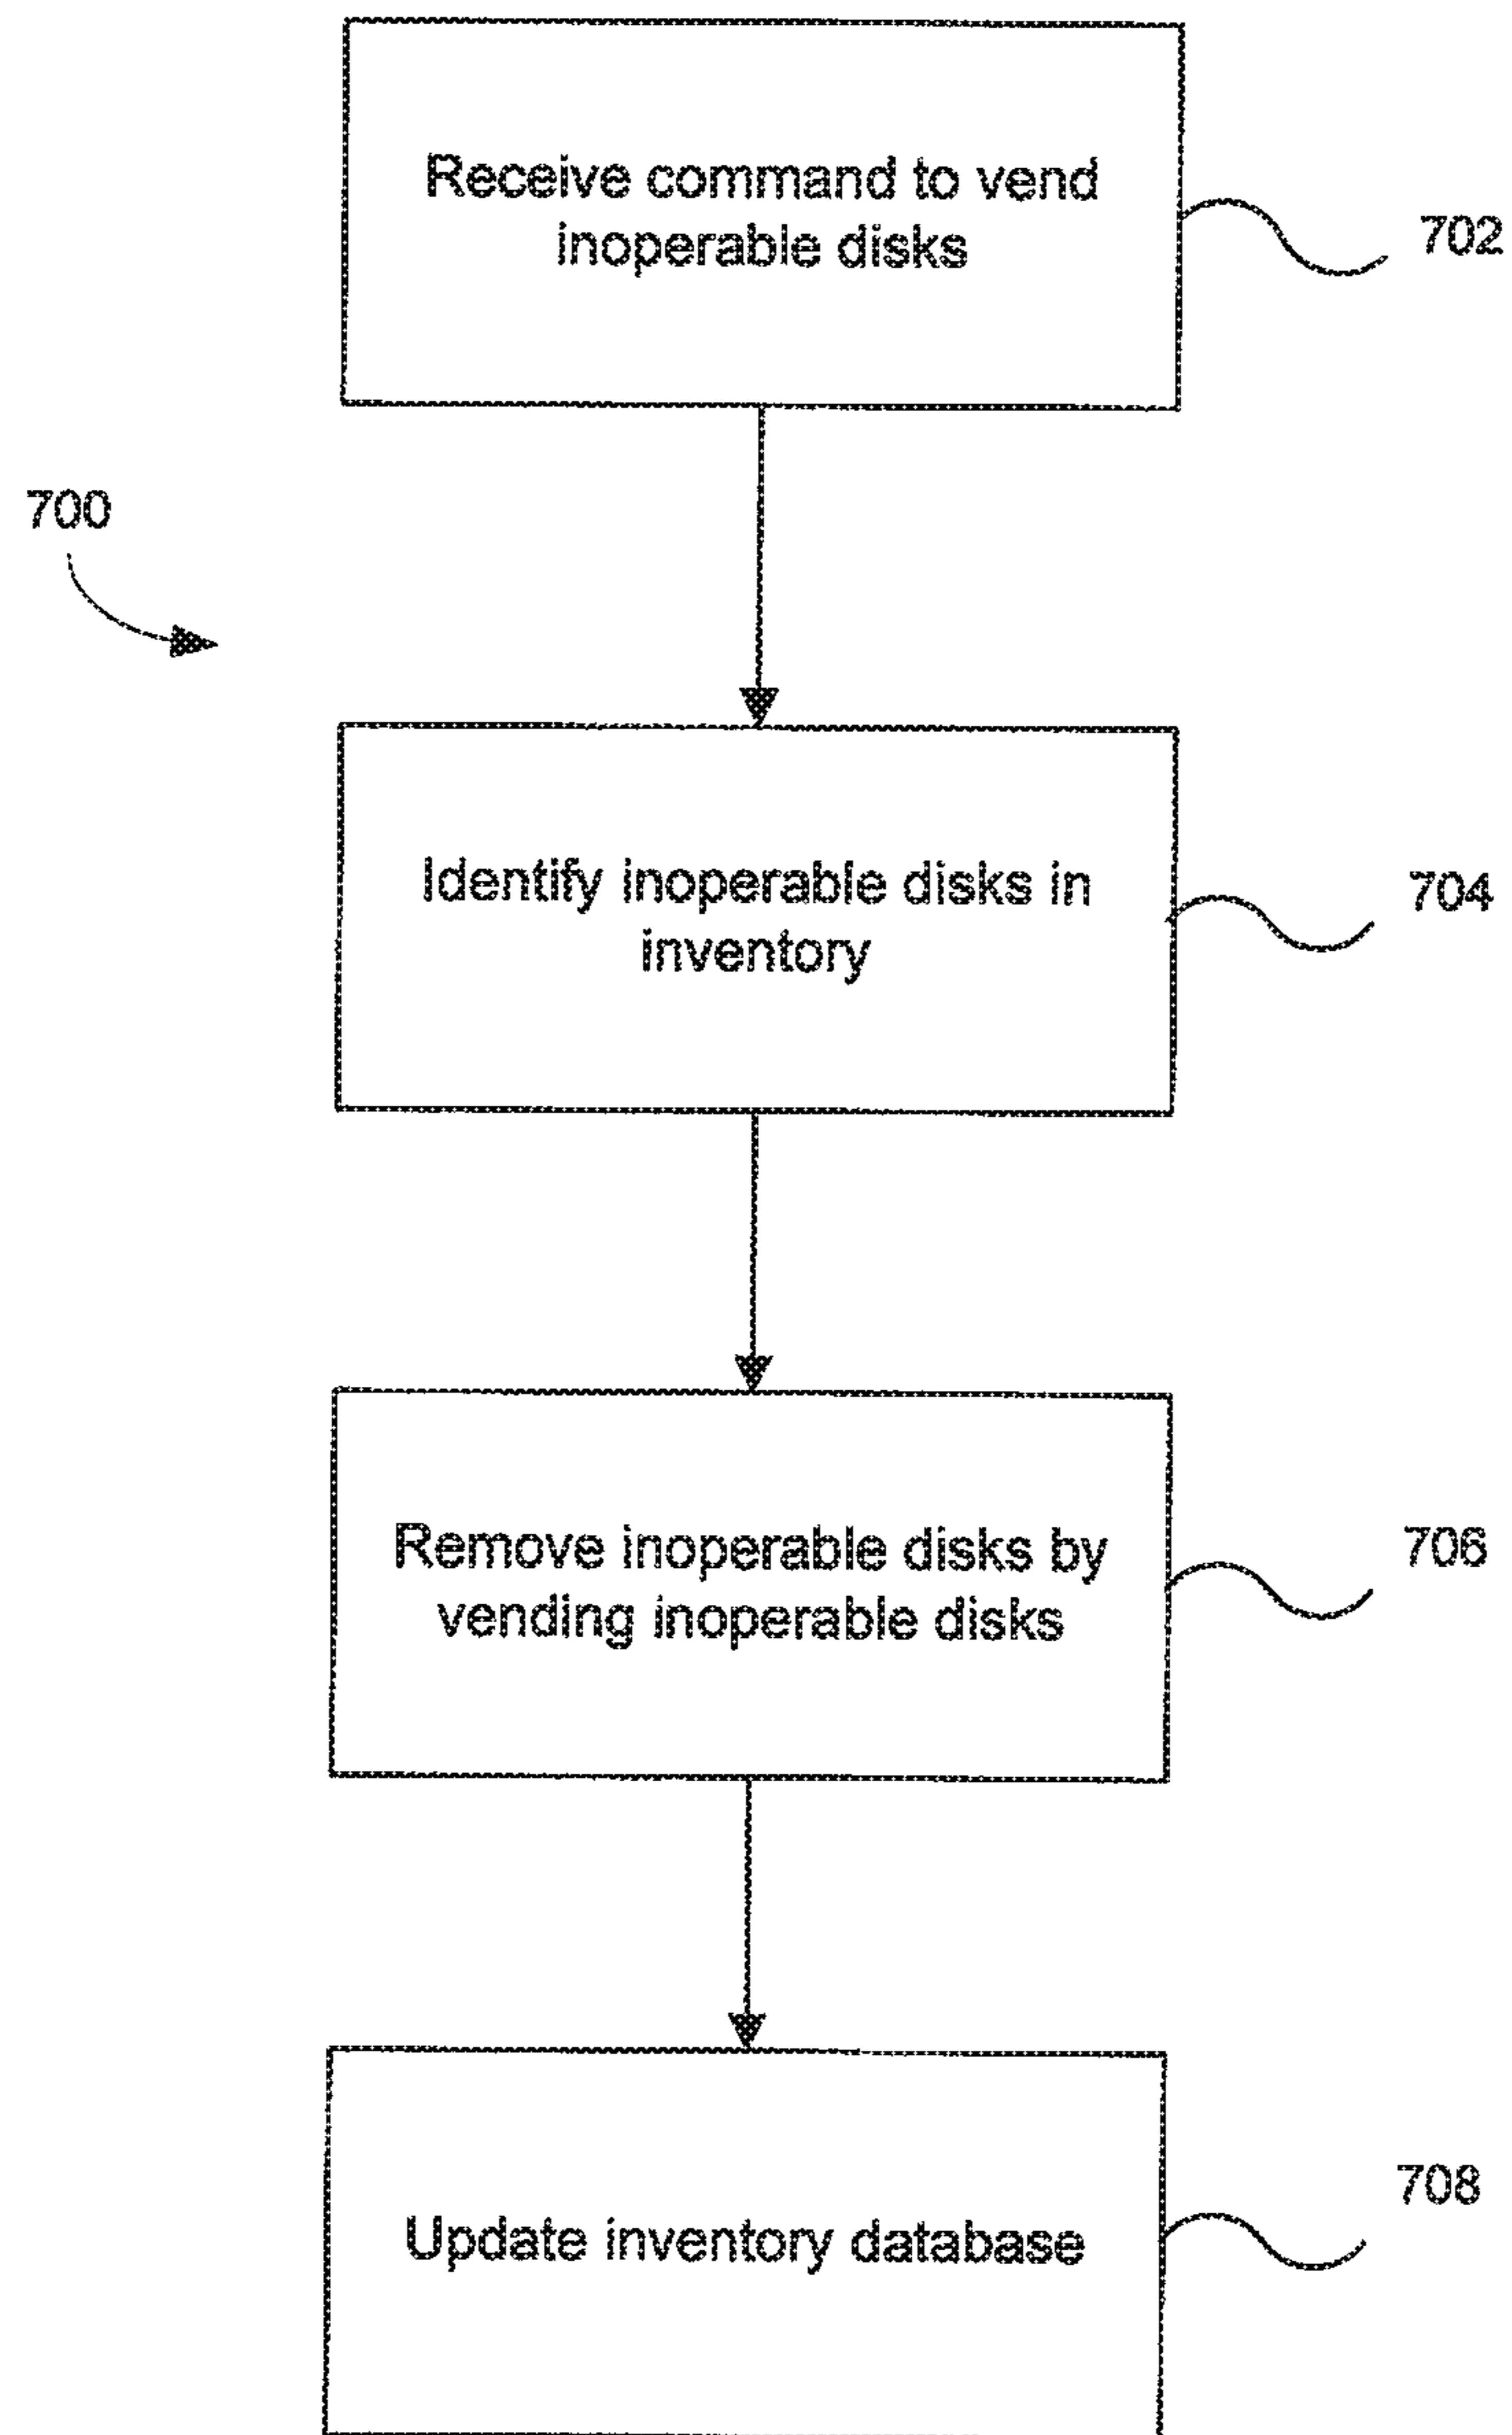 Receive command to vend
inoperable disks
702
700
Identify inoperable disks in
inventory
704
Remove inoperable disks by
vending inoperable disks
706
Update inventory database
708